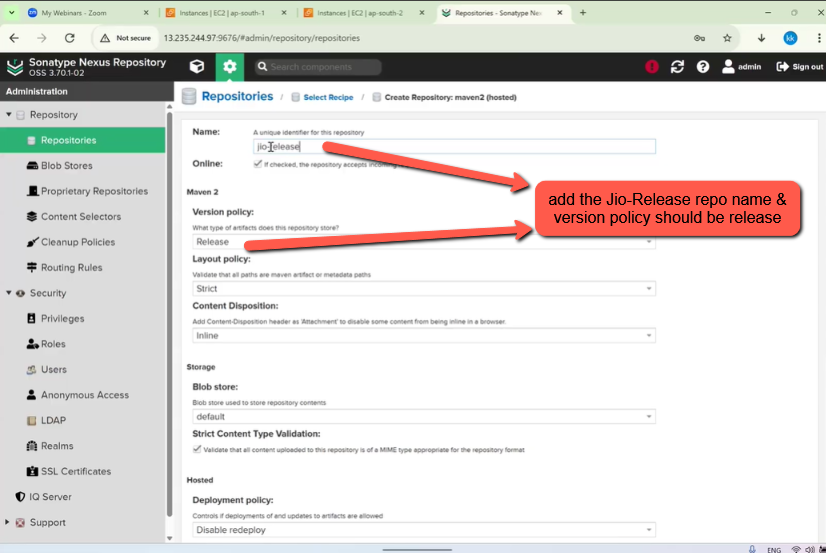 My Webinars - Zoom
Instances | EC2 | ap-south-1
Instances | EC2 | ap-south-2
Repositories - Sonatype Nex
Not secure
13.235.244.97:9676/#admin/repository/repositories
kk
Sonatype Nexus Repository
OSS 3.70.1-02
Search components
admin
Sign out
Administration
Repository
Repositories
Blob Stores
Proprietary Repositories
Content Selectors
Cleanup Policies
Routing Rules
Security
Privileges
Roles
Users
Anonymous Access
LDAP
Realms
SSL Certificates
IQ Server
Support
Repositories / Select Recipe / Create Repository: maven2 (hosted)
Name:
A unique identifier for this repository
jio-release
Online:
If checked, the repository accepts incoming
Maven 2
Version policy:
What type of artifacts does this repository store?
Release
Layout policy:
Validate that all paths are maven artifact or metadata paths
Strict
Content Disposition:
Add Content-Disposition header as 'Attachment' to disable some content from being inline in a browser.
Inline
Storage
Blob store:
Blob store used to store repository contents
default
Strict Content Type Validation:
Validate that all content uploaded to this repository is of a MIME type appropriate for the repository format
Hosted
Deployment policy:
Controls if deployments of and updates to artifacts are allowed
Disable redeploy
add the Jio-Release repo name &
version policy should be release
ENG